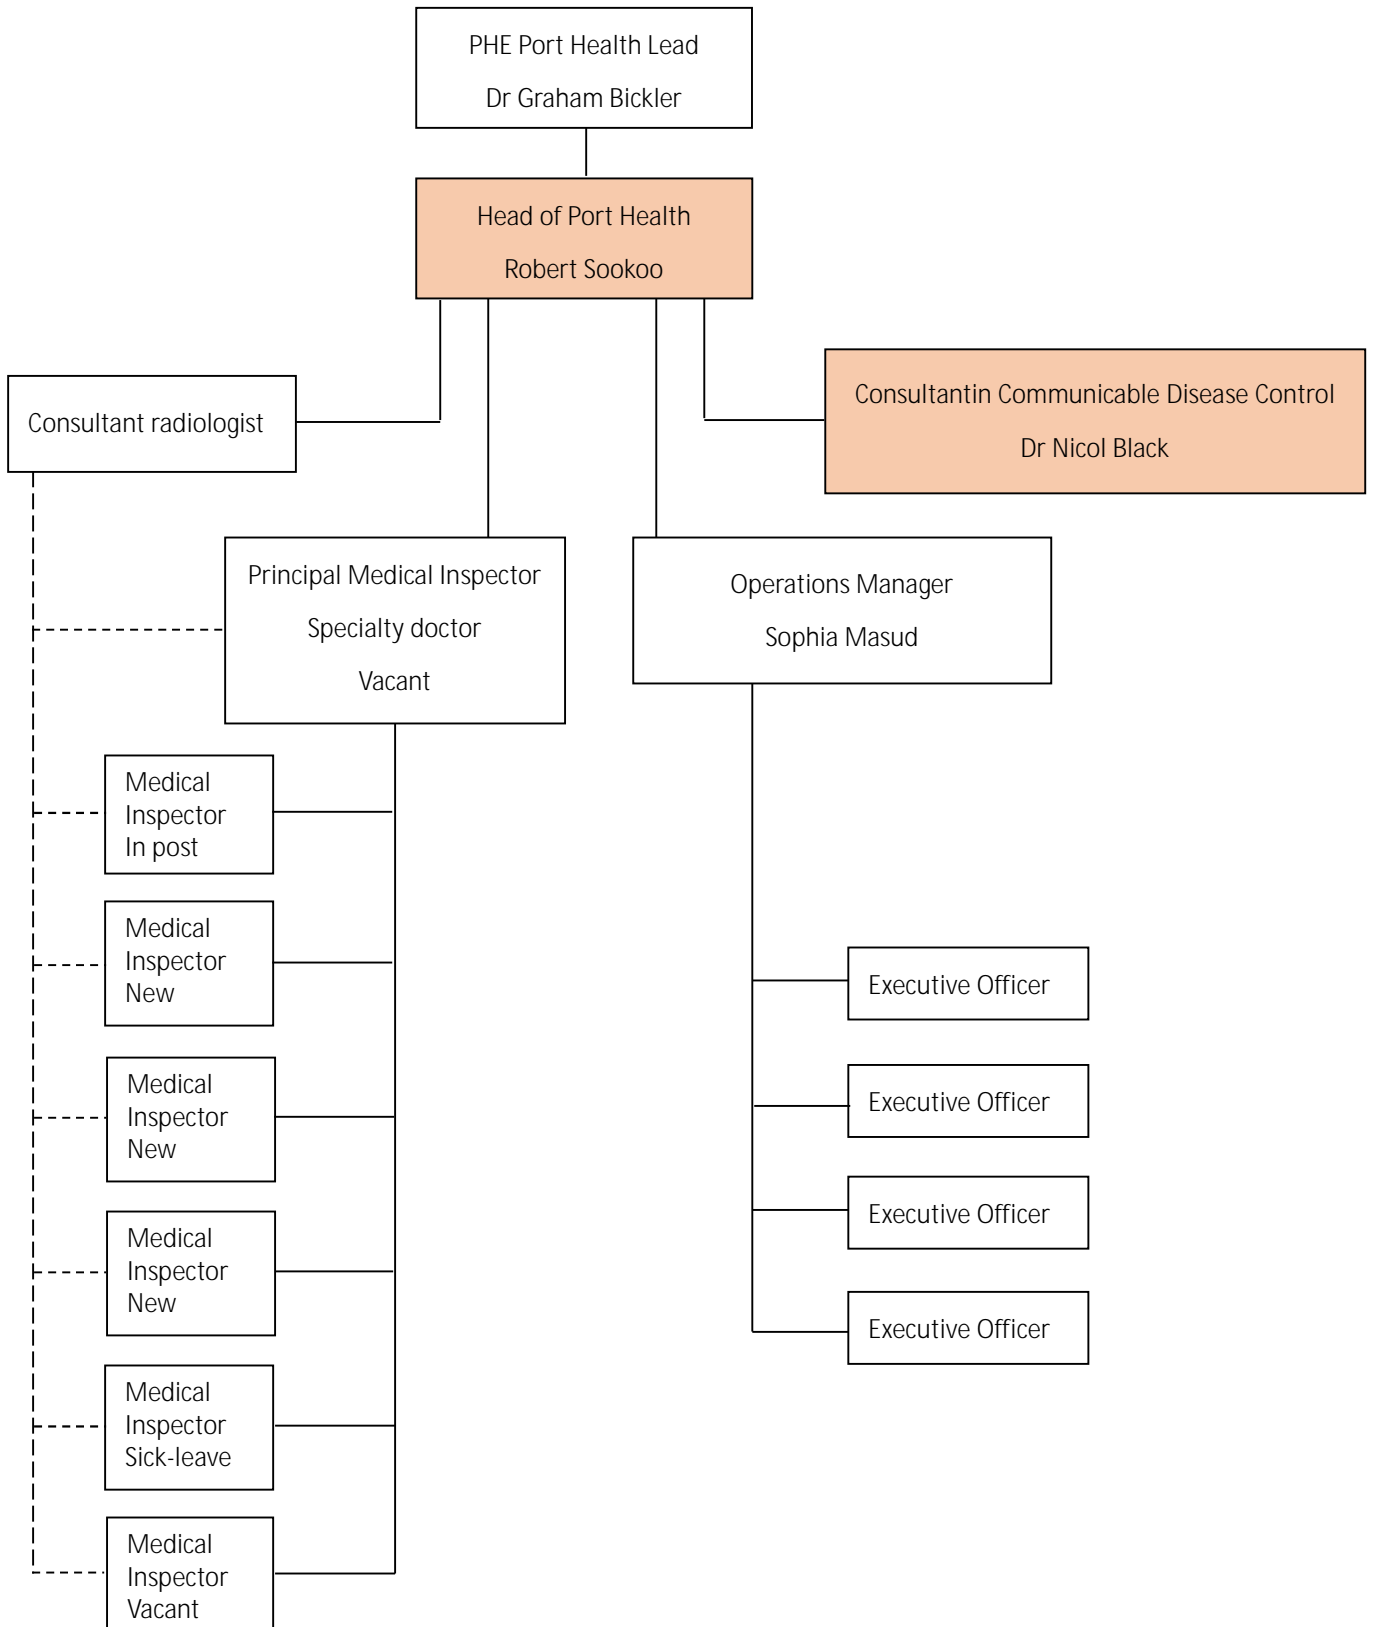 PHE Port Health Lead
Dr Graham Bickler
Head of Port Health
Robert Sookoo
Consultant radiologist
Consultantin Communicable Disease Control
Dr Nicol Black
Principal Medical Inspector
Specialty doctor
Vacant
Operations Manager
Sophia Masud
Medical
Inspector
In post
Medical
Inspector
New
Medical
Inspector
New
Medical
Inspector
New
Medical
Inspector
Sick-leave
Medical
Inspector
Vacant
Executive Officer
Executive Officer
Executive Officer
Executive Officer